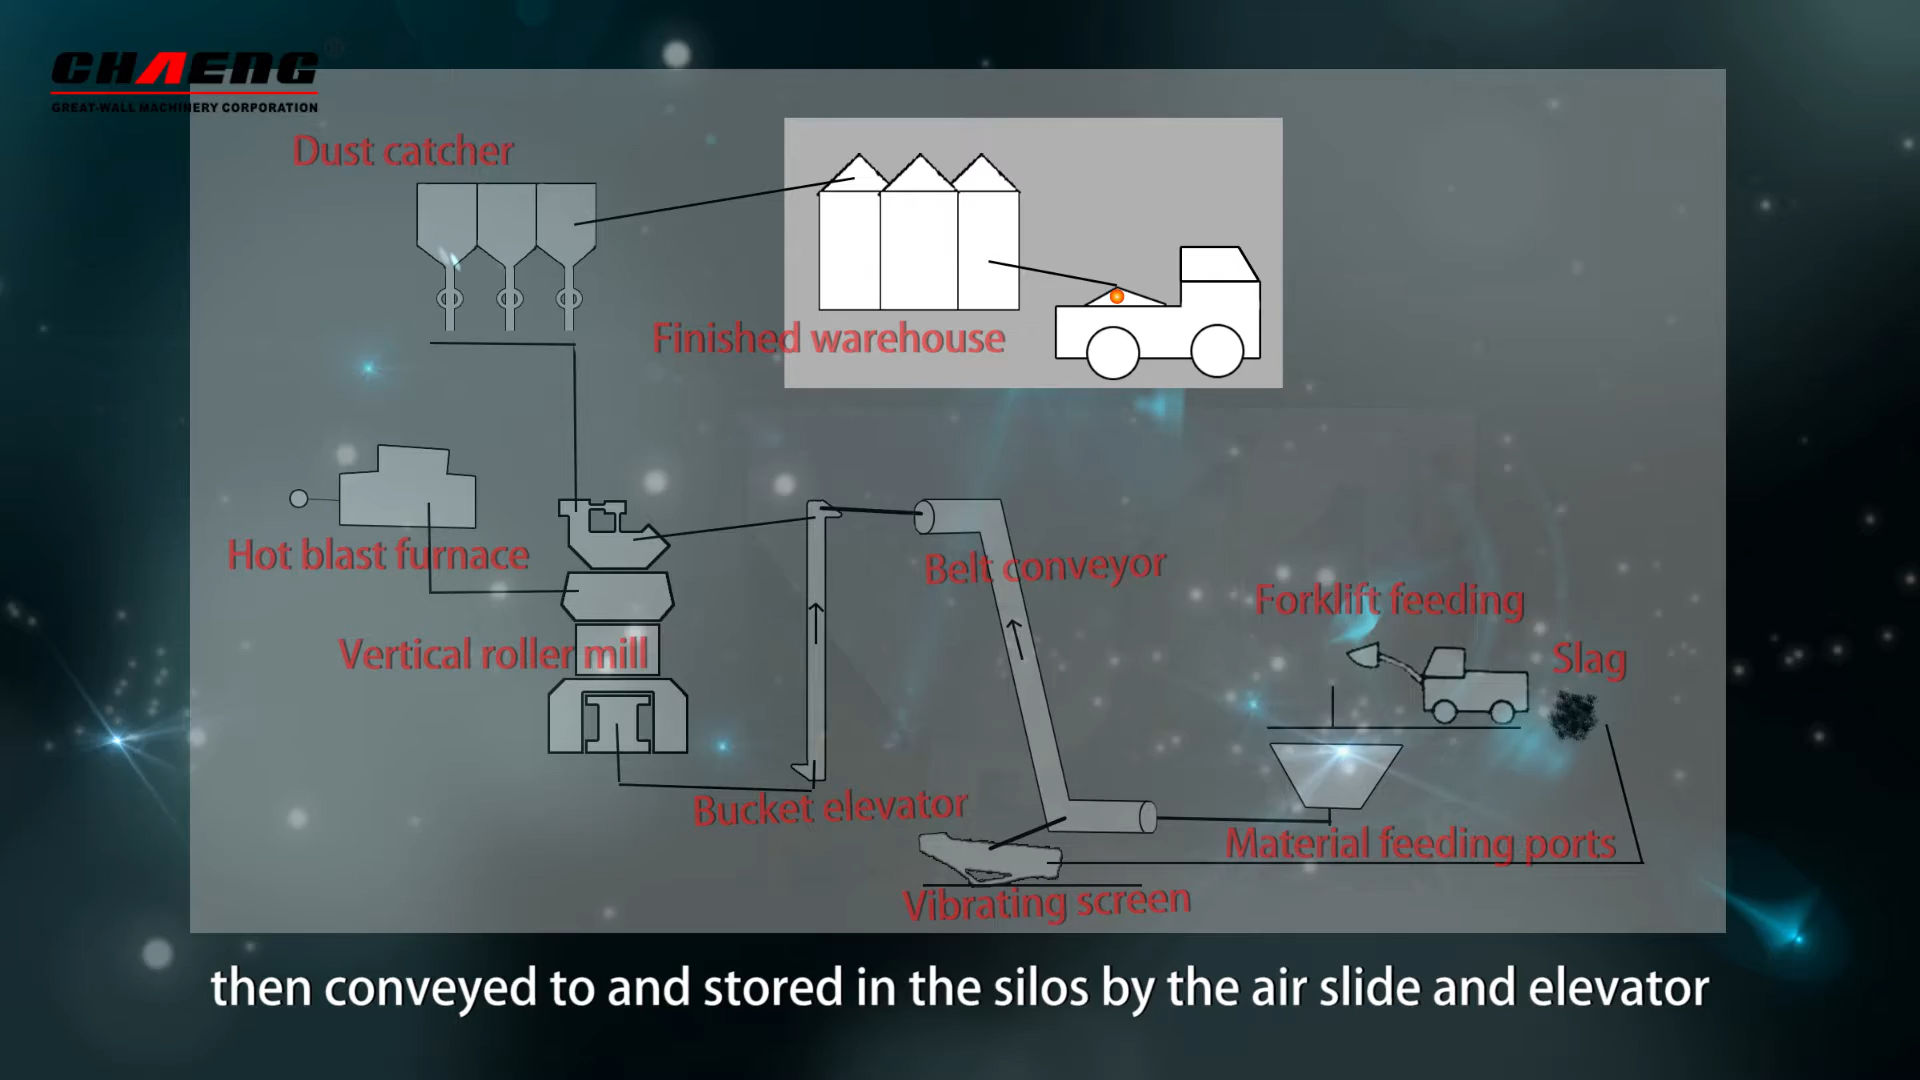 CHAENG®
GREAT-WALL MACHINERY CORPORATION
Dust catcher
Finished warehouse
Hot blast furnace
Belt conveyor
Forklift feeding
Vertical roller mill
Slag
Bucket elevator
Material feeding ports
Vibrating screen
then conveyed to and stored in the silos by the air slide and elevator